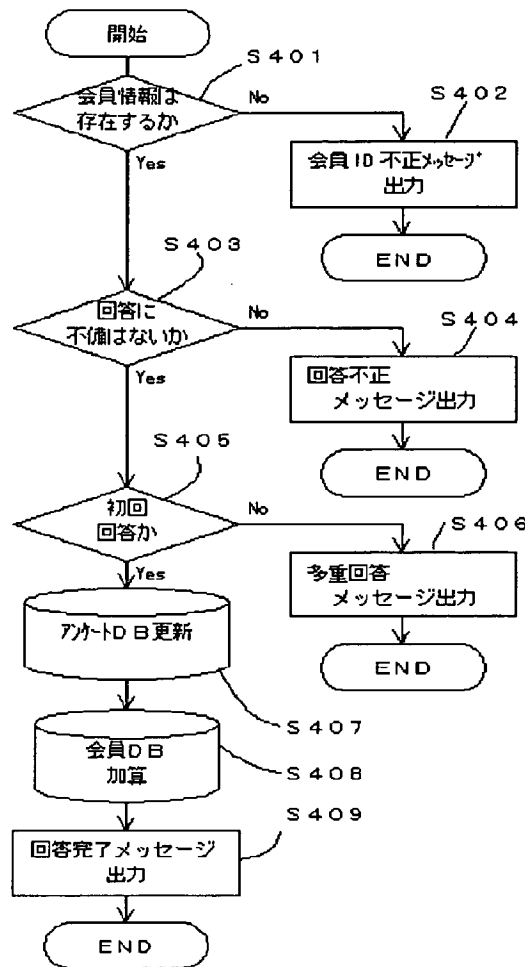 開始
S401
会員情報は
存在するか
No
S402
会員ID不正メッセージ
出力
Yes
END
S403
回答に
不備はないか
No
S404
回答不正
メッセージ出力
Yes
END
S405
初回
回答か
No
S406
多重回答
メッセージ出力
Yes
END
アンケートDB更新
S407
会員DB
加算
S408
S409
回答完了メッセージ
出力
END